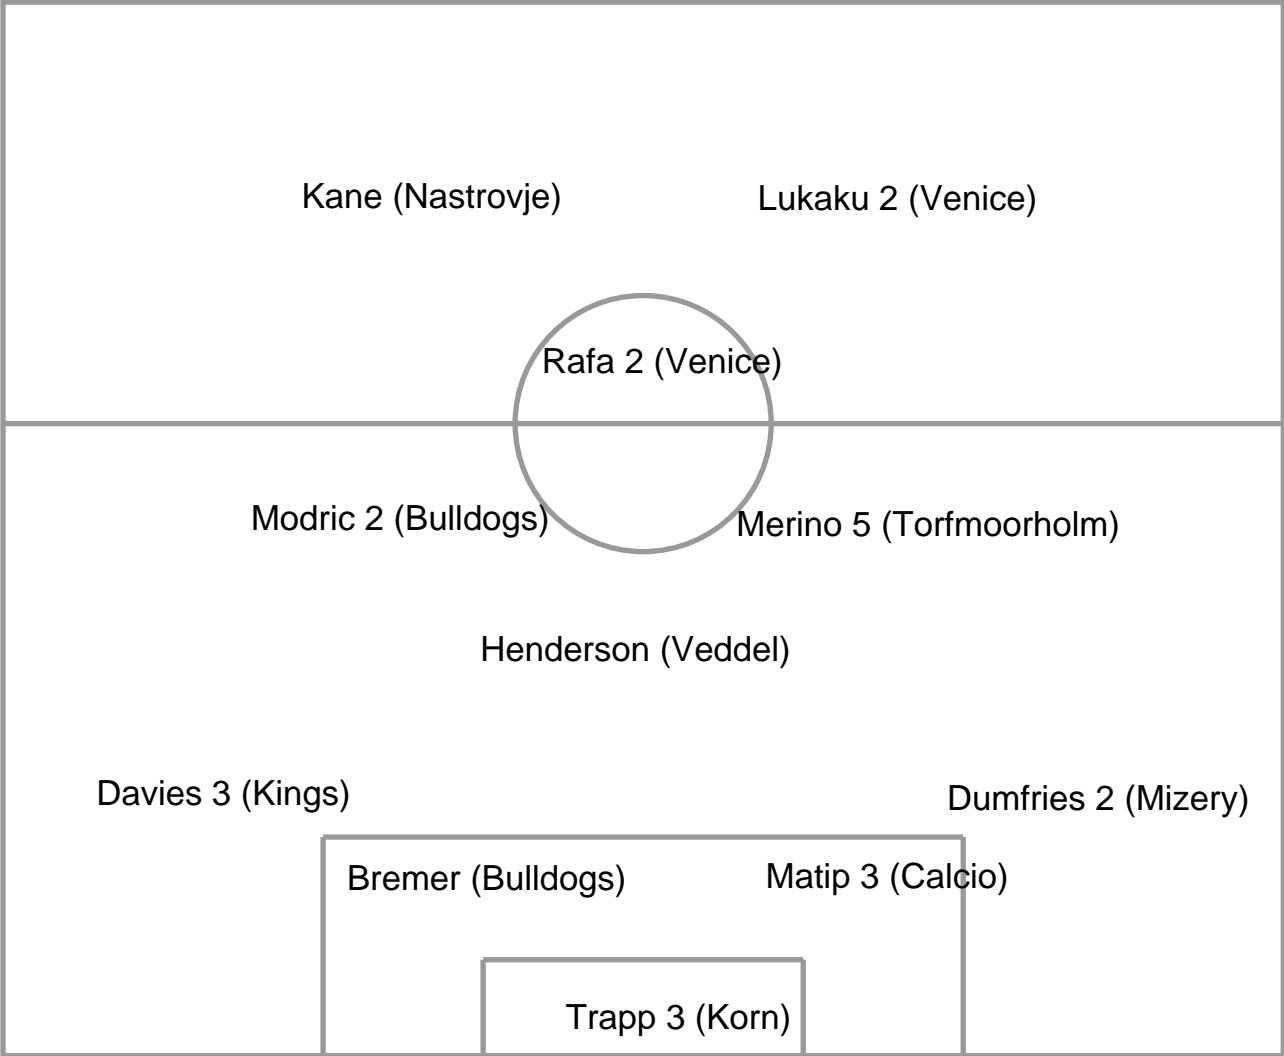 Kane (Nastrovje)
Lukaku 2 (Venice)
Rafa 2 (Venice)
Modric 2 (Bulldogs)
Merino 5 (Torfmoorholm)
Henderson (Veddel)
Davies 3 (Kings)
Dumfries 2 (Mizery)
Bremer (Bulldogs)
Matip 3 (Calcio)
Trapp 3 (Korn)